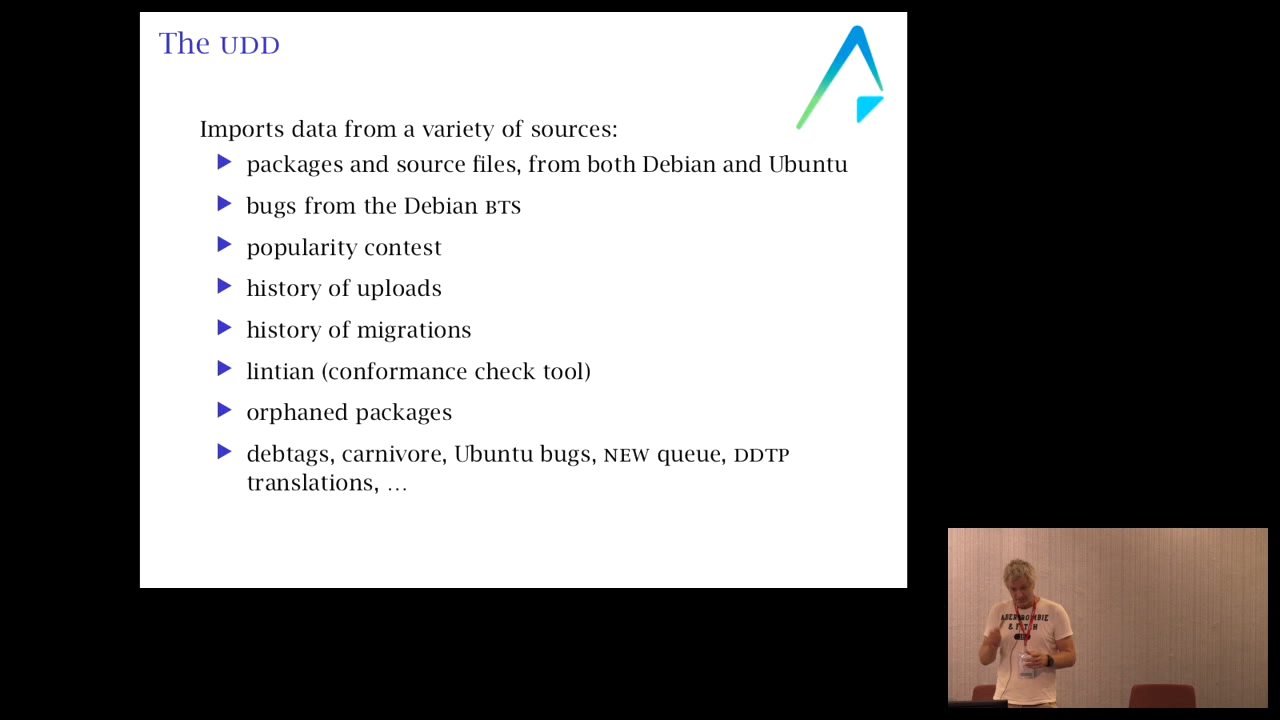 The UDD
Imports data from a variety of sources:
packages and source files, from both Debian and Ubuntu
bugs from the Debian BTS
popularity contest
history of uploads
history of migrations
lintian (conformance check tool)
orphaned packages
debtags, carnivore, Ubuntu bugs, NEW queue, DDTP
translations, …
ABERCROMBIE
& FITCH